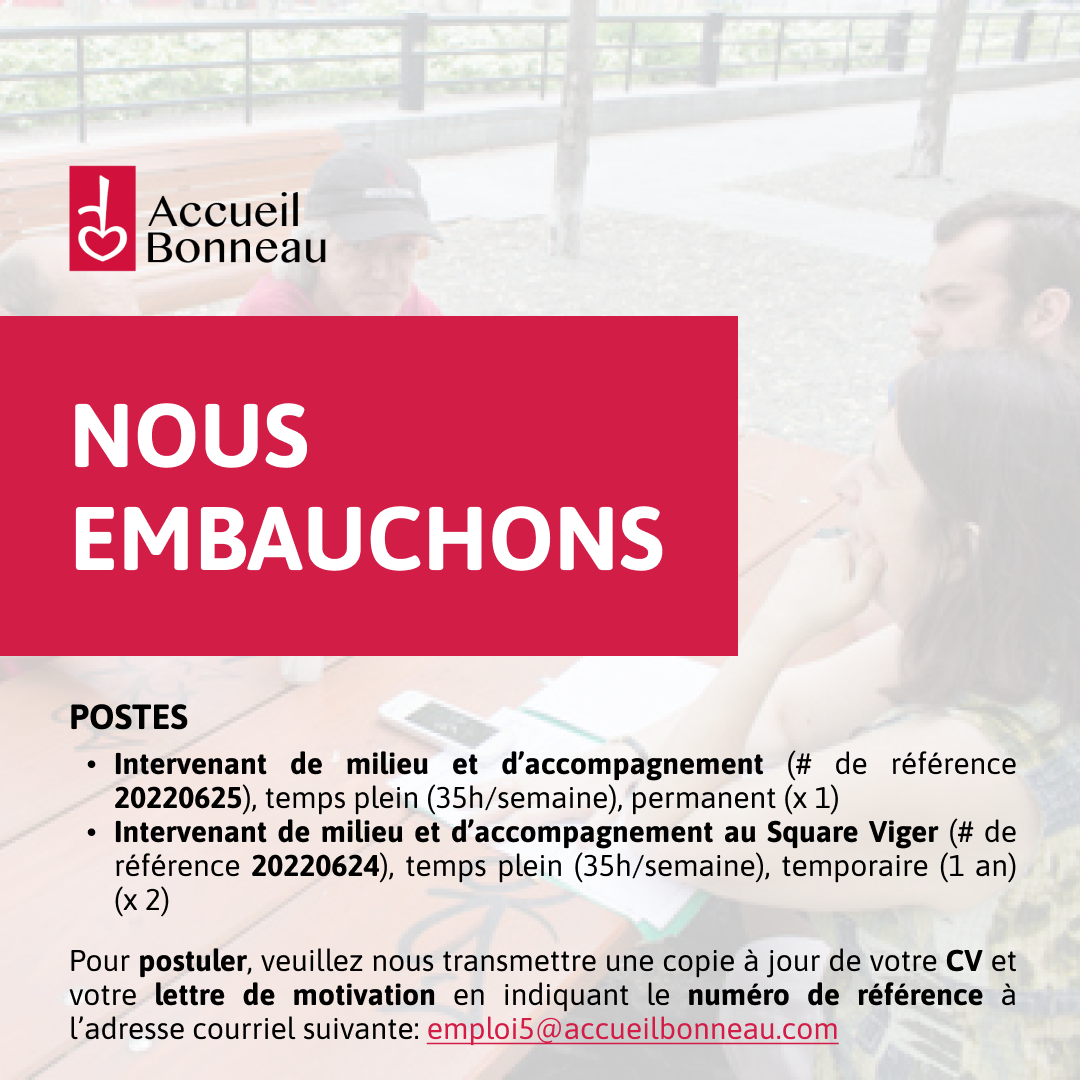 Accueil
Bonneau
NOUS
EMBAUCHONS
POSTES
• Intervenant de milieu et d’accompagnement (# de référence
20220625), temps plein (35h/semaine), permanent (x 1)
• Intervenant de milieu et d’accompagnement au Square Viger (# de
référence 20220624), temps plein (35h/semaine), temporaire (1 an)
(x 2)
Pour postuler, veuillez nous transmettre une copie à jour de votre CV et
votre lettre de motivation en indiquant le numéro de référence à
l’adresse courriel suivante: emploi5@accueilbonneau.com